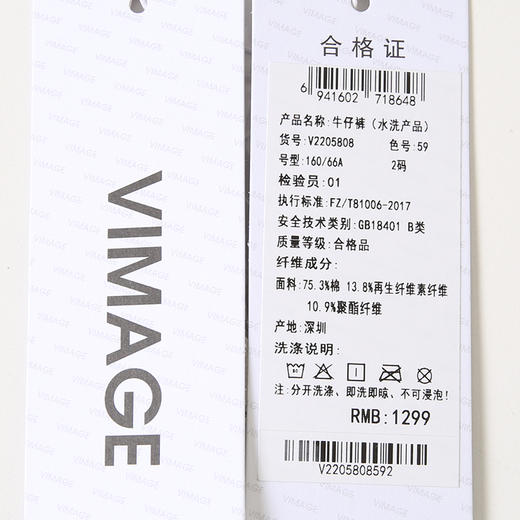 VIMAGE
合格证
6 941602 718648
产品名称:牛仔裤（水洗产品）
货号:V2205808 色号:59
号型:160/66A 2码
检验员:01
执行标准:FZ/T81006-2017
安全技术类别:GB18401 B类
质量等级:合格品
纤维成分:
面料:75.3%棉 13.8%再生纤维素纤维
10.9%聚酯纤维
产地:深圳
洗涤说明:
注:分开洗涤、即洗即晾、不可浸泡!
RMB:1299
V2205808592